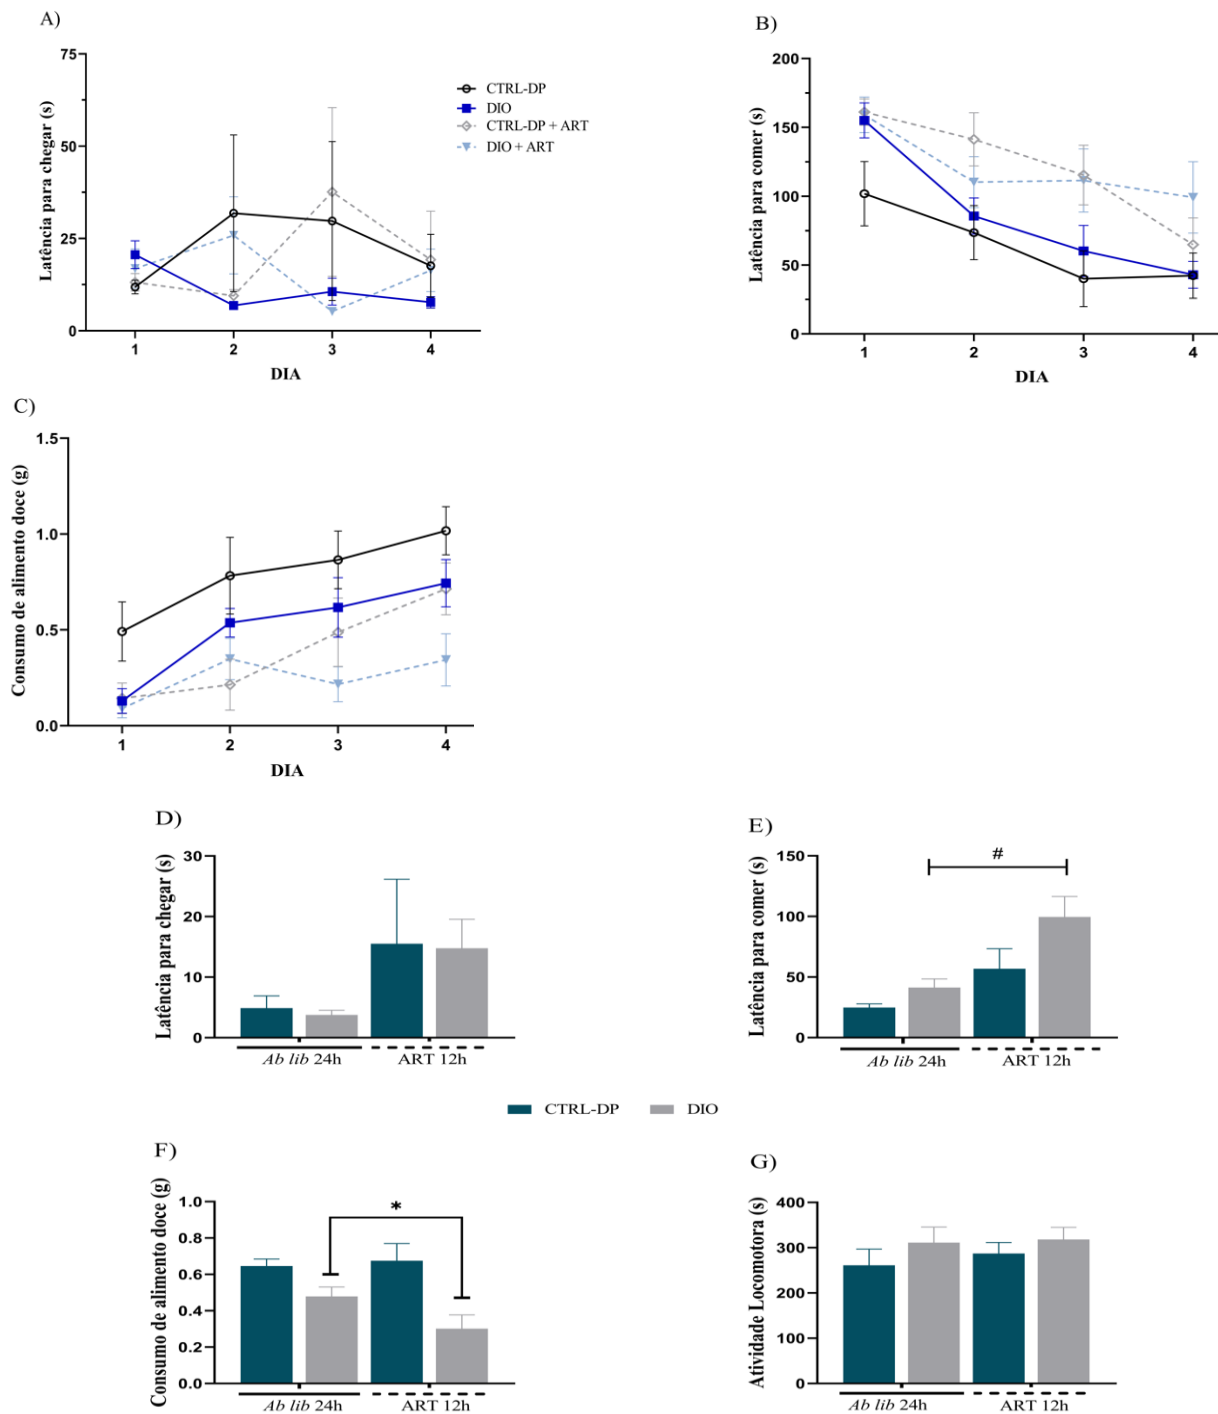 A)
Latência para chegar (s)
75
50
25
0
1 2 3 4
DIA
CTRL-DP
DIO
CTRL-DP + ART
DIO + ART
B)
Latência para comer (s)
200
150
100
50
0
1 2 3 4
DIA
C)
Consumo de alimento doce (g)
1.5
1.0
0.5
0.0
1 2 3 4
DIA
D)
Latência para chegar (s)
30
20
10
0
Ab lib 24h ART 12h
E)
Latência para comer (s)
150
100
50
0
#
Ab lib 24h ART 12h
CTRL-DP DIO
F)
Consumo de alimento doce (g)
1.0
0.8
0.6
0.4
0.2
0.0
*
Ab lib 24h ART 12h
G)
Atividade Locomotora (s)
400
300
200
100
0
Ab lib 24h ART 12h